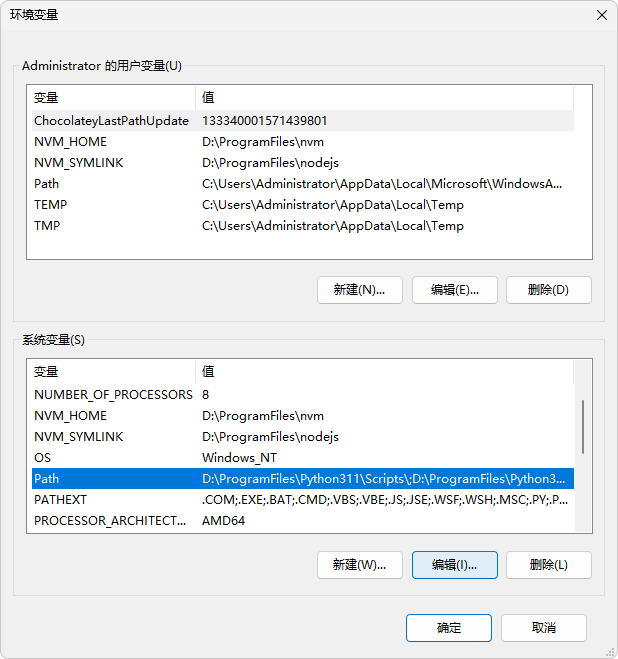 环境变量
Administrator 的用户变量(U)
变量 值
ChocolateyLastPathUpdate 133340001571439801
NVM_HOME D:\ProgramFiles\nvm
NVM_SYMLINK D:\ProgramFiles\nodejs
Path C:\Users\Administrator\AppData\Local\Microsoft\WindowsA...
TEMP C:\Users\Administrator\AppData\Local\Temp
TMP C:\Users\Administrator\AppData\Local\Temp
新建(N)... 编辑(E)... 删除(D)
系统变量(S)
变量 值
NUMBER_OF_PROCESSORS 8
NVM_HOME D:\ProgramFiles\nvm
NVM_SYMLINK D:\ProgramFiles\nodejs
OS Windows_NT
Path D:\ProgramFiles\Python311\Scripts\;D:\ProgramFiles\Python3...
PATHEXT .COM;.EXE;.BAT;.CMD;.VBS;.VBE;.JS;.JSE;.WSF;.WSH;.MSC;.PY;.P...
PROCESSOR_ARCHITECT... AMD64
新建(W)... 编辑(I)... 删除(L)
确定 取消